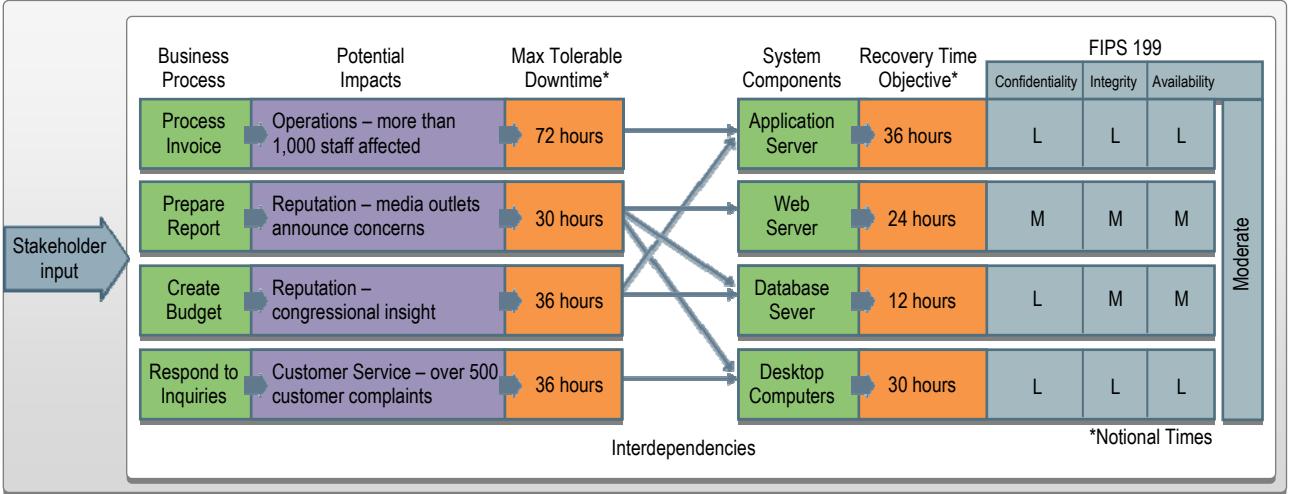 Stakeholder
input
Business
Process
Potential
Impacts
Max Tolerable
Downtime*
System
Components
Recovery Time
Objective*
FIPS 199
Confidentiality
Integrity
Availability
Process
Invoice
Operations – more than
1,000 staff affected
72 hours
Application
Server
36 hours
L
L
L
Prepare
Report
Reputation – media outlets
announce concerns
30 hours
Web
Server
24 hours
M
M
M
Create
Budget
Reputation –
congressional insight
36 hours
Database
Sever
12 hours
L
M
M
Respond to
Inquiries
Customer Service – over 500
customer complaints
36 hours
Desktop
Computers
30 hours
L
L
L
Moderate
*Notional Times
Interdependencies